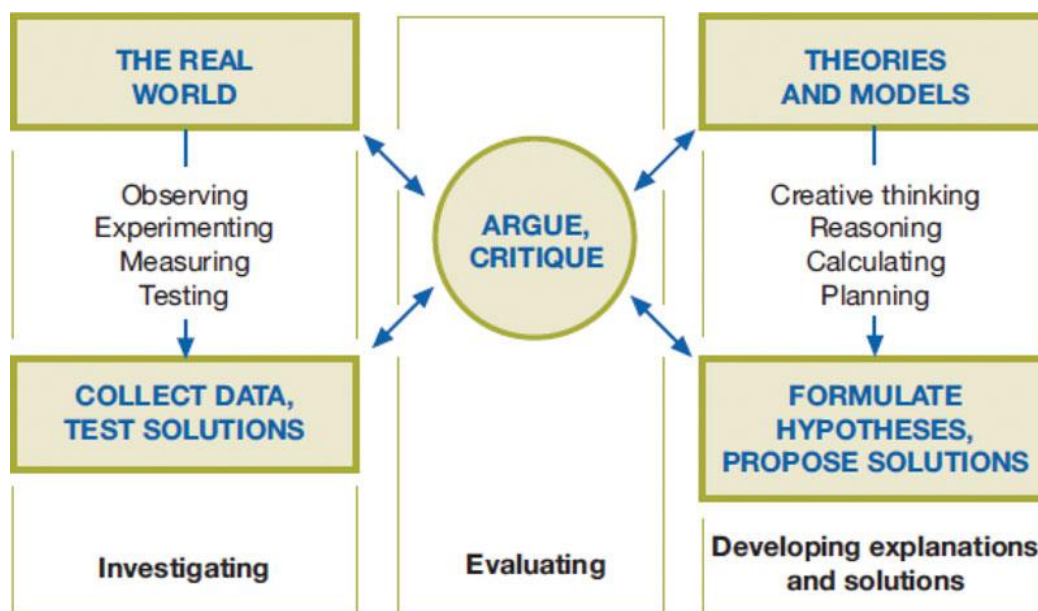 THE REAL
WORLD
Observing
Experimenting
Measuring
Testing
COLLECT DATA,
TEST SOLUTIONS
Investigating
ARGUE,
CRITIQUE
Evaluating
THEORIES
AND MODELS
Creative thinking
Reasoning
Calculating
Planning
FORMULATE
HYPOTHESES,
PROPOSE SOLUTIONS
Developing explanations
and solutions